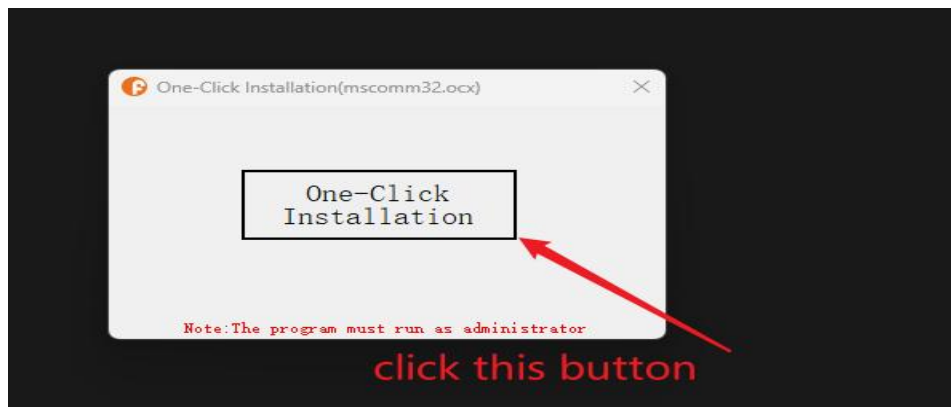 One-Click Installation(mscomm32.ocx)
One-Click
Installation
Note:The program must run as administrator
click this button